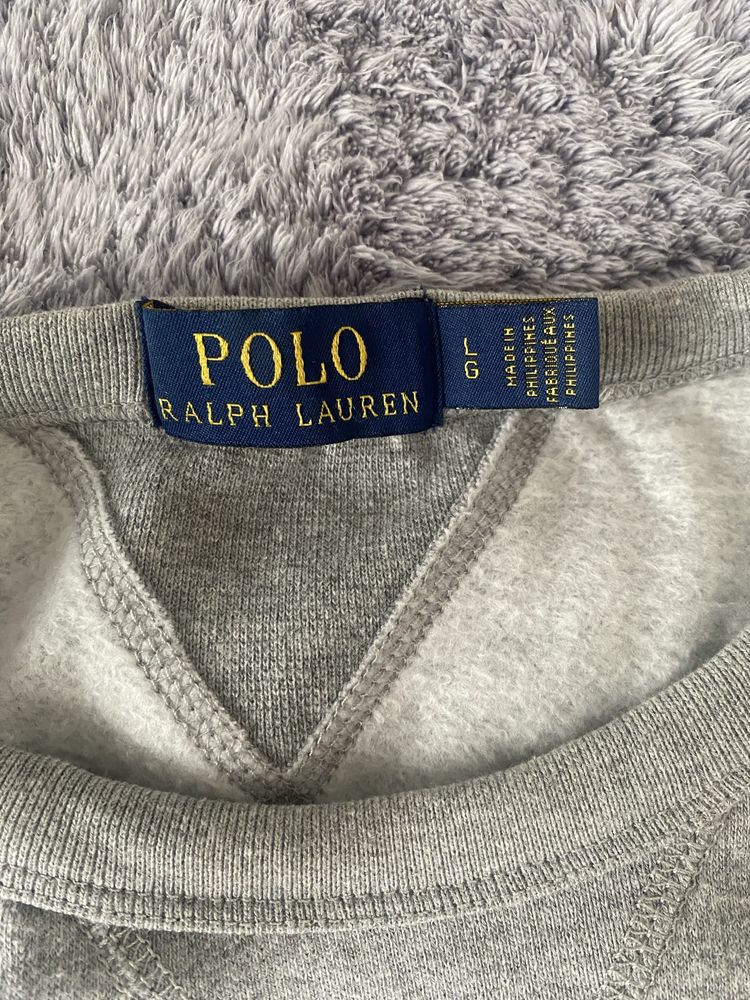 POLO
RALPH LAUREN
L
G
MADE IN
PHILIPPINES
FABRIQUÉ AUX
PHILIPPINES